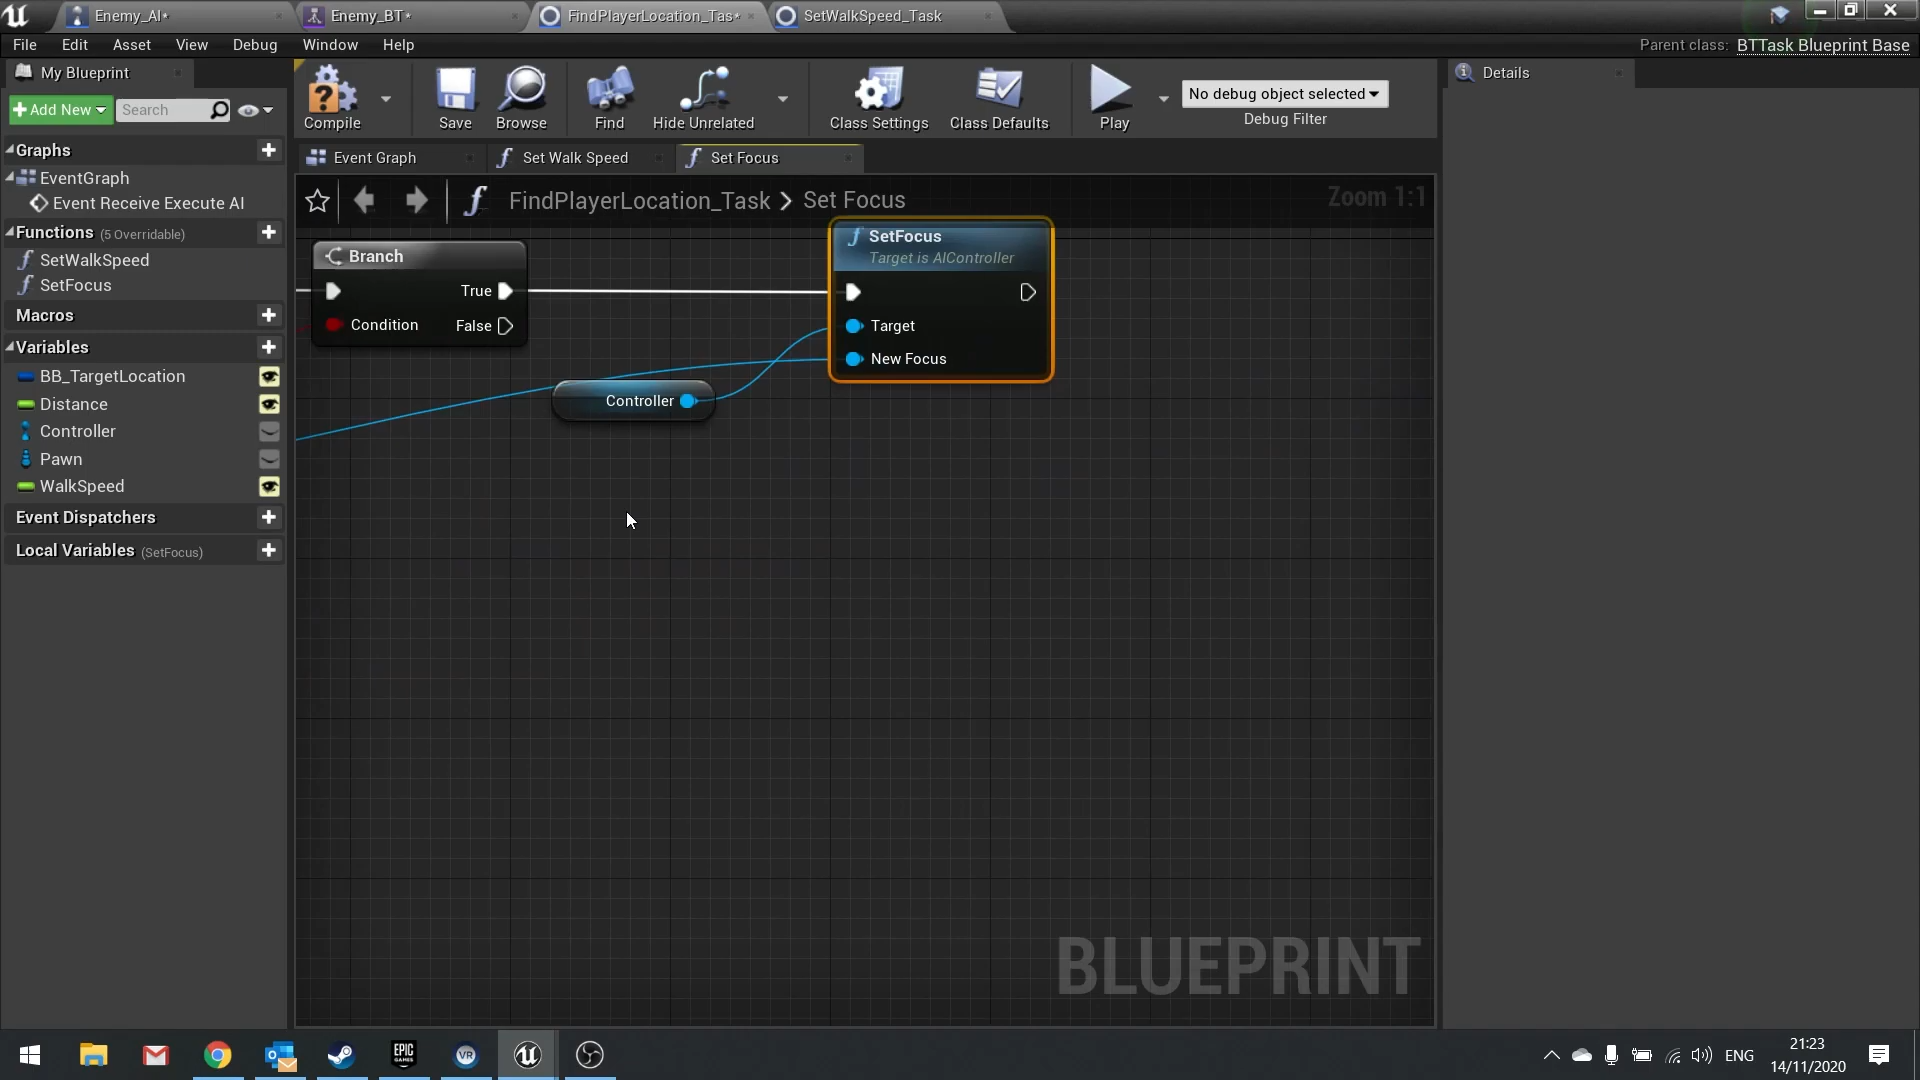 Enemy_AI*
Enemy_BT*
FindPlayerLocation_Tas*
SetWalkSpeed_Task
File Edit Asset View Debug Window Help
Parent class: BTTask Blueprint Base
My Blueprint
Details
Add New
Search
Compile
Save
Browse
Find
Hide Unrelated
Class Settings
Class Defaults
Play
No debug object selected
Debug Filter
Graphs
EventGraph
Event Receive Execute AI
Functions (5 Overridable)
SetWalkSpeed
SetFocus
Macros
Variables
BB_TargetLocation
Distance
Controller
Pawn
WalkSpeed
Event Dispatchers
Local Variables (SetFocus)
Event Graph
Set Walk Speed
Set Focus
FindPlayerLocation_Task > Set Focus
Zoom 1:1
Branch
True
Condition
False
SetFocus
Target is AIController
Target
New Focus
Controller
BLUEPRINT
EPIC
GAMES
VR
ENG
21:23
14/11/2020